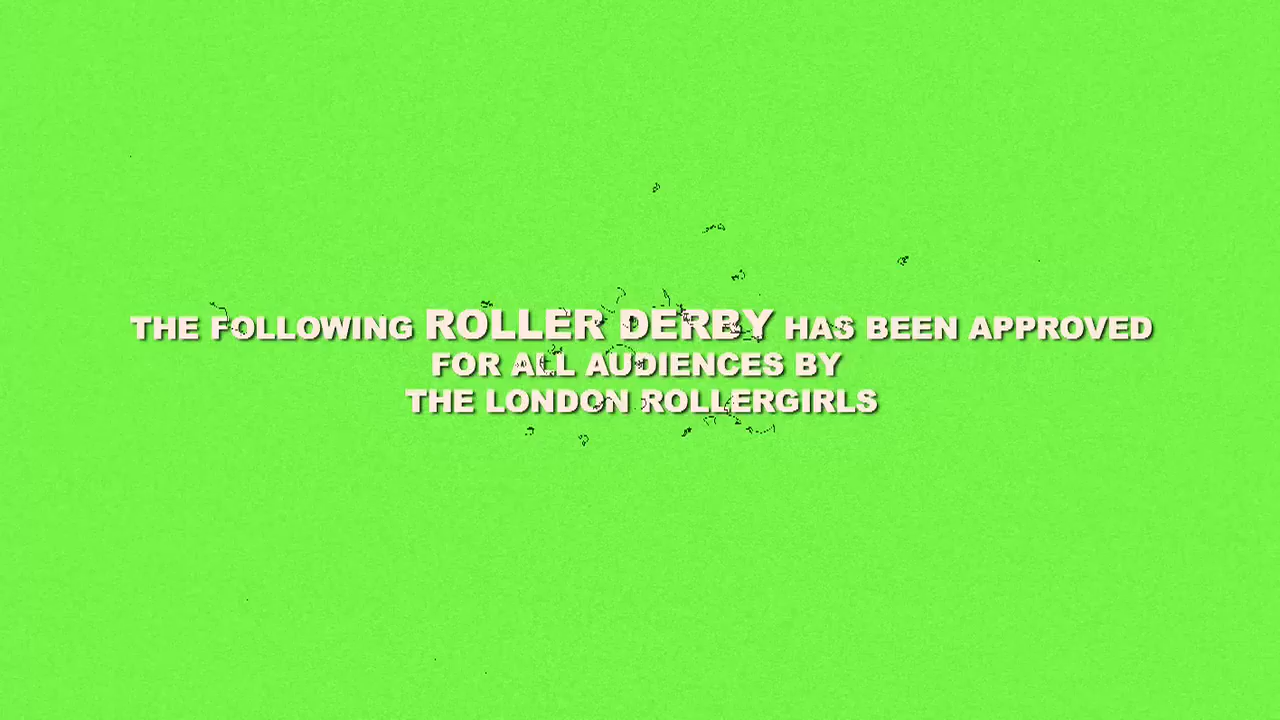 THE FOLLOWING ROLLER DERBY HAS BEEN APPROVED
FOR ALL AUDIENCES BY
THE LONDON ROLLERGIRLS